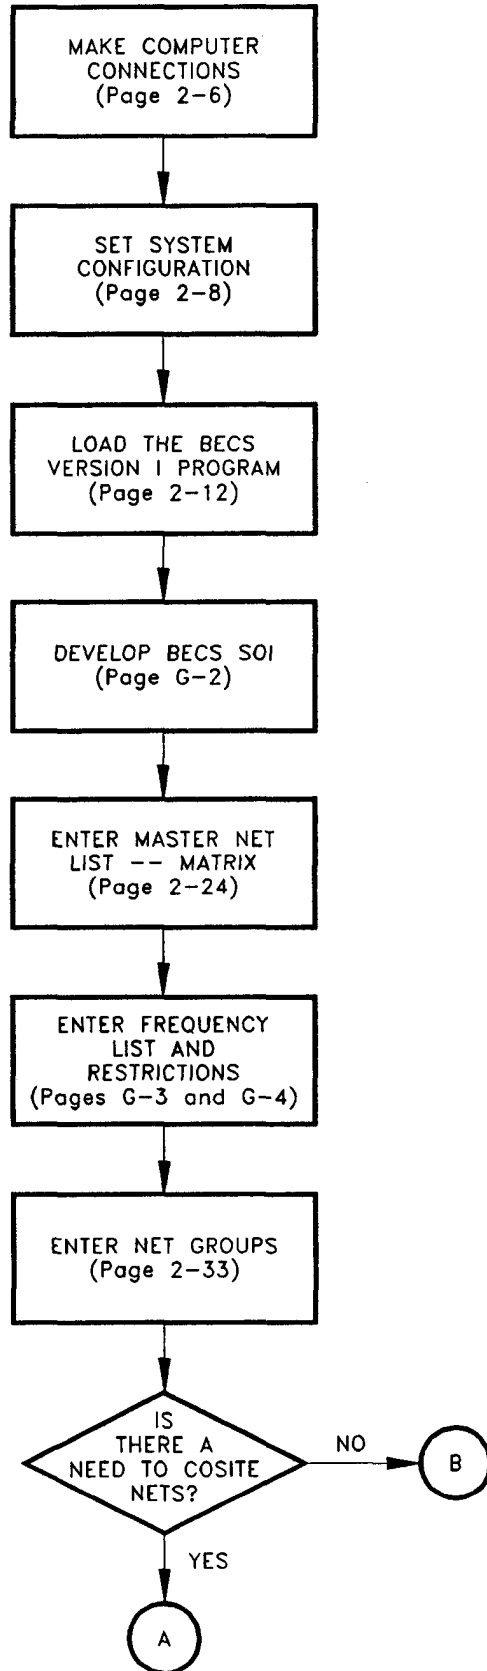 MAKE COMPUTER
CONNECTIONS
(Page 2-6)
SET SYSTEM
CONFIGURATION
(Page 2-8)
LOAD THE BECS
VERSION I PROGRAM
(Page 2-12)
DEVELOP BECS SOI
(Page G-2)
ENTER MASTER NET
LIST -- MATRIX
(Page 2-24)
ENTER FREQUENCY
LIST AND
RESTRICTIONS
(Pages G-3 and G-4)
ENTER NET GROUPS
(Page 2-33)
IS
THERE A
NEED TO COSITE
NETS?
NO
B
YES
A